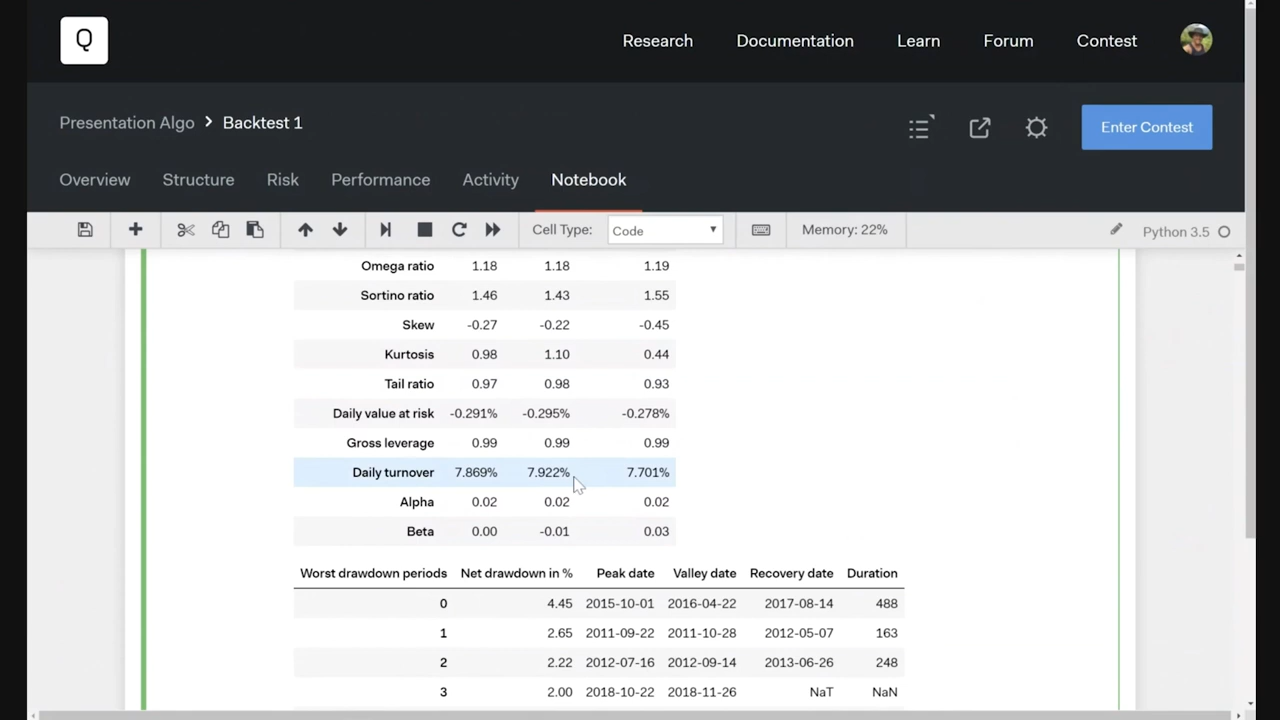 Q
Research Documentation Learn Forum Contest
Presentation Algo > Backtest 1
Enter Contest
Overview Structure Risk Performance Activity Notebook
Cell Type: Code Memory: 22% Python 3.5
Omega ratio 1.18 1.18 1.19
Sortino ratio 1.46 1.43 1.55
Skew -0.27 -0.22 -0.45
Kurtosis 0.98 1.10 0.44
Tail ratio 0.97 0.98 0.93
Daily value at risk -0.291% -0.295% -0.278%
Gross leverage 0.99 0.99 0.99
Daily turnover 7.869% 7.922% 7.701%
Alpha 0.02 0.02 0.02
Beta 0.00 -0.01 0.03
Worst drawdown periods Net drawdown in % Peak date Valley date Recovery date Duration
0 4.45 2015-10-01 2016-04-22 2017-08-14 488
1 2.65 2011-09-22 2011-10-28 2012-05-07 163
2 2.22 2012-07-16 2012-09-14 2013-06-26 248
3 2.00 2018-10-22 2018-11-26 NaT NaN